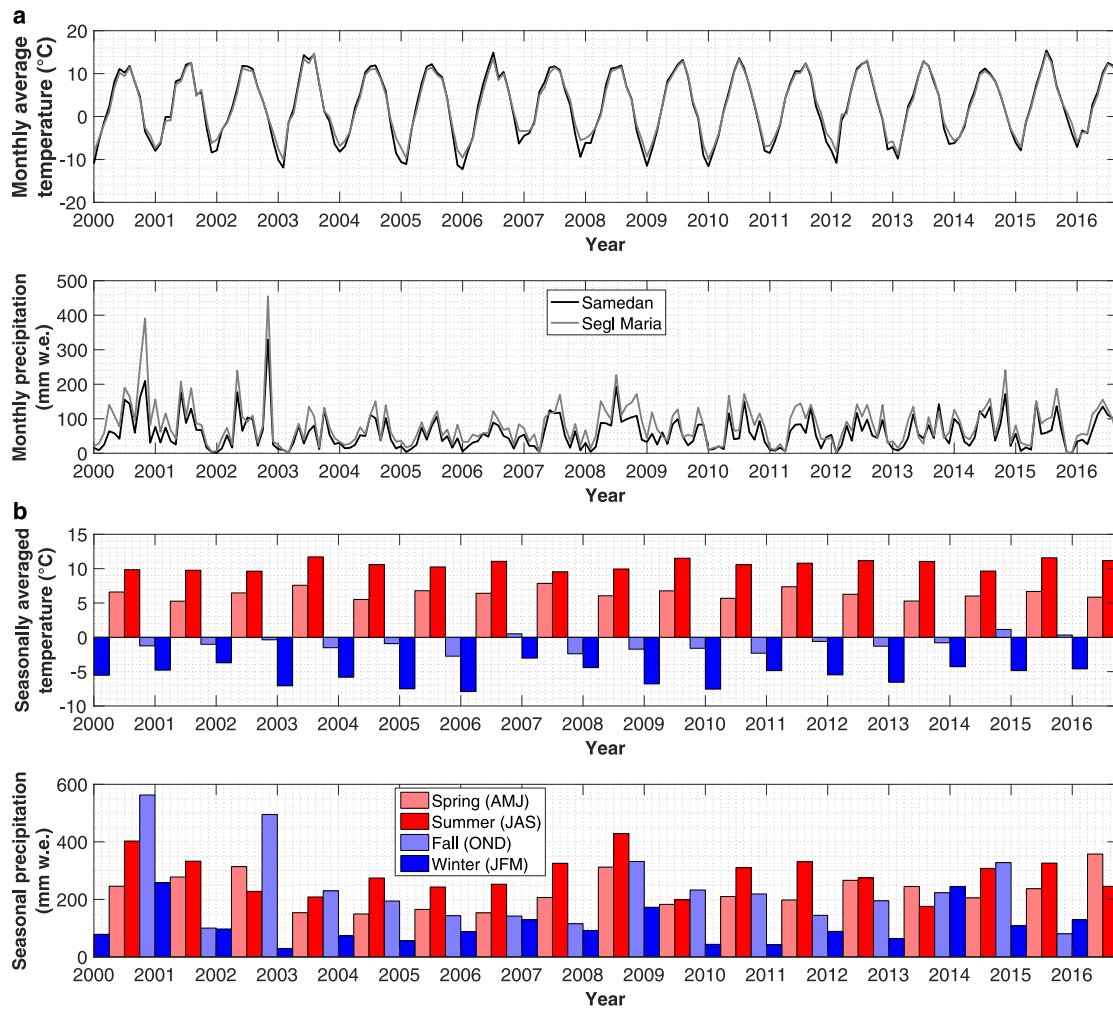 a
Monthly average
temperature (°C)
20
10
0
-10
-20
2000 2001 2002 2003 2004 2005 2006 2007 2008 2009 2010 2011 2012 2013 2014 2015 2016
Year
Monthly precipitation
(mm w.e.)
500
400
300
200
100
0
Samedan
Segl Maria
2000 2001 2002 2003 2004 2005 2006 2007 2008 2009 2010 2011 2012 2013 2014 2015 2016
Year
b
Seasonally averaged
temperature (°C)
15
10
5
0
-5
-10
2000 2001 2002 2003 2004 2005 2006 2007 2008 2009 2010 2011 2012 2013 2014 2015 2016
Year
Seasonal precipitation
(mm w.e.)
600
400
200
0
Spring (AMJ)
Summer (JAS)
Fall (OND)
Winter (JFM)
2000 2001 2002 2003 2004 2005 2006 2007 2008 2009 2010 2011 2012 2013 2014 2015 2016
Year